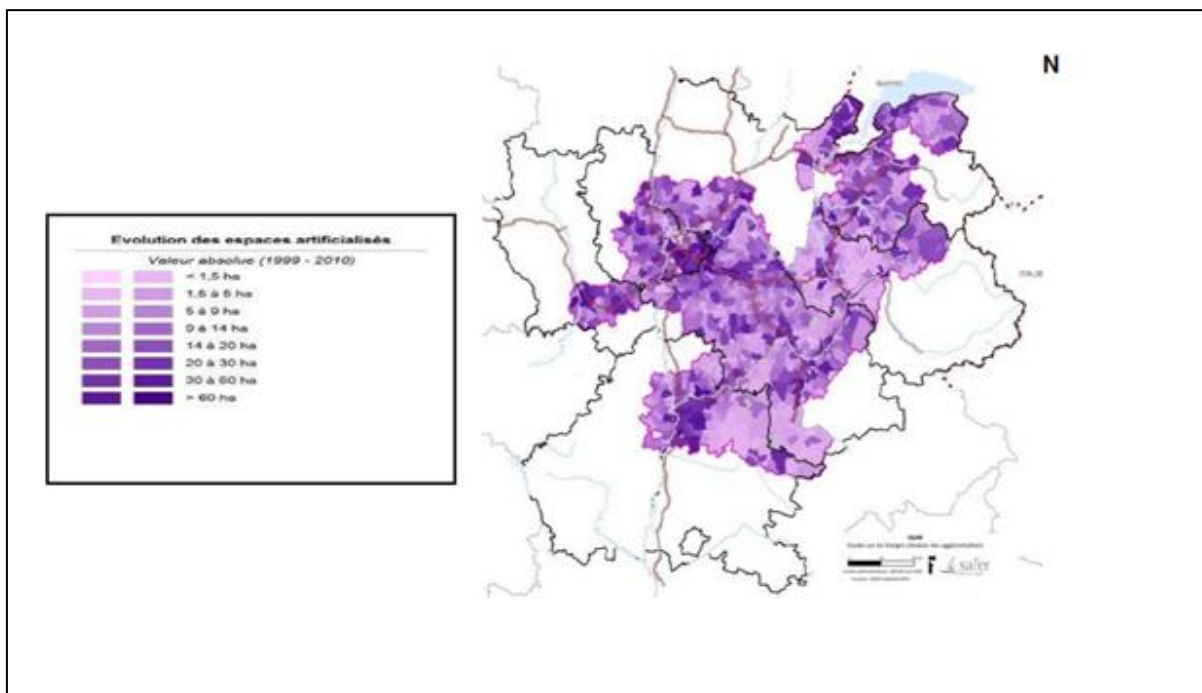 Evolution des espaces artificialisés
Valeur absolue (1999 - 2010)
< 1,5 ha
1,5 à 5 ha
5 à 9 ha
9 à 14 ha
14 à 20 ha
20 à 30 ha
30 à 60 ha
> 60 ha
N
ITALIE
safer